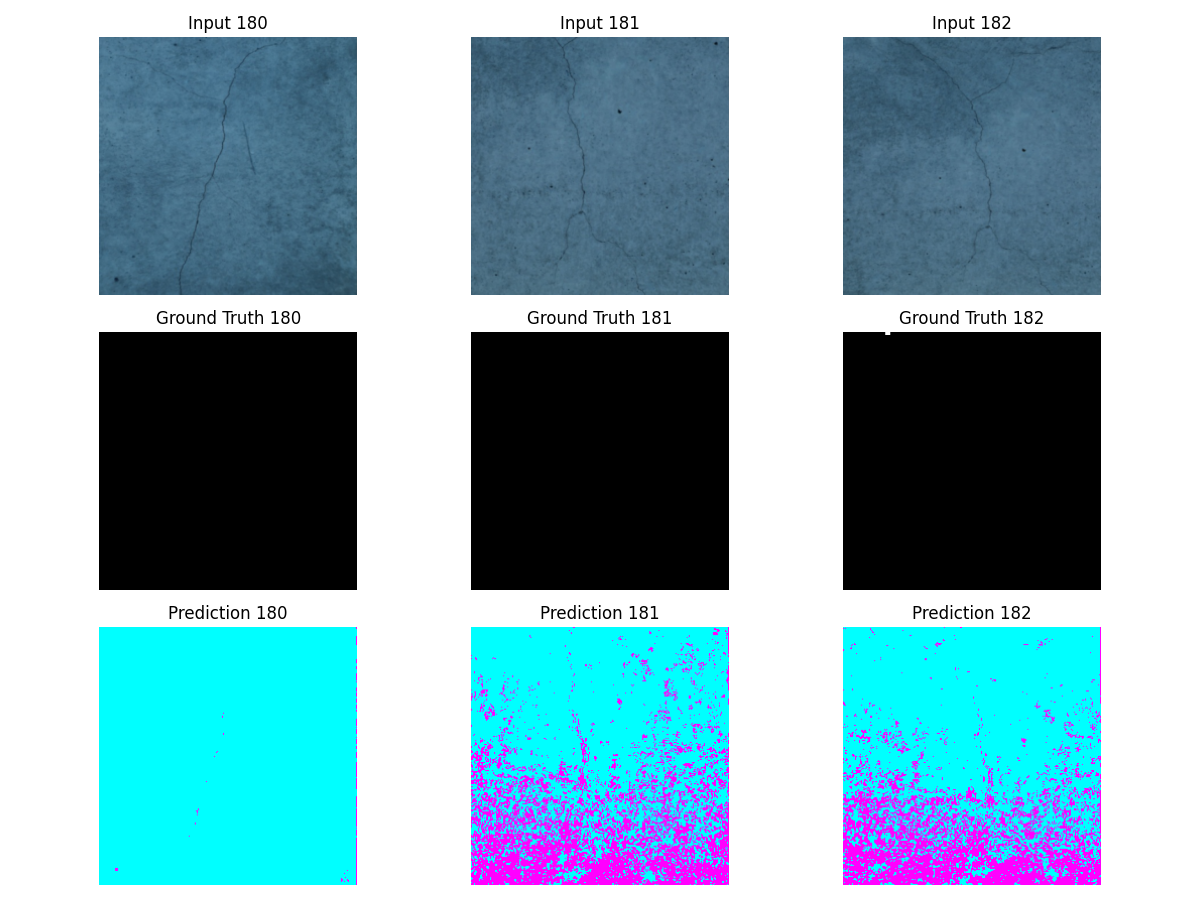 Input 180
Input 181
Input 182
Ground Truth 180
Ground Truth 181
Ground Truth 182
Prediction 180
Prediction 181
Prediction 182